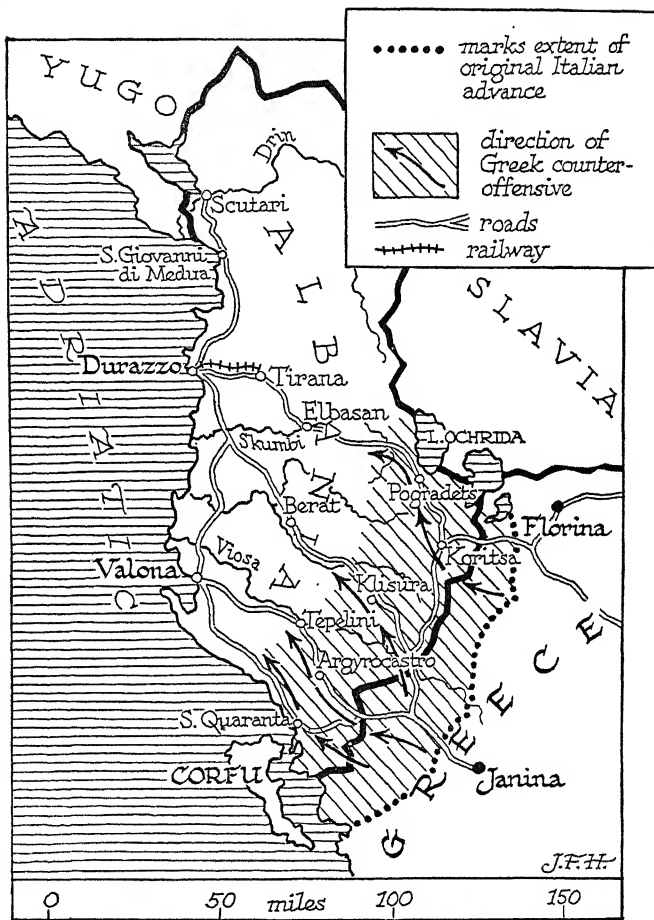 marks extent of
original Italian
advance
direction of
Greek counter-
offensive
roads
railway
YUGO
SLAVIA
Drin
Scutari
S. Giovanni
di Medua
ALBANIA
ADRIATIC
Durazzo
Tirana
Elbasan
Skumbi
L. OCHRIDA
Pogradets
Berat
Florina
Koritsa
Viosa
Valona
Klisura
Tepelini
Argyrocastro
S. Quaranta
CORFU
GREECE
Janina
J.F.H.
0 50 miles 100 150